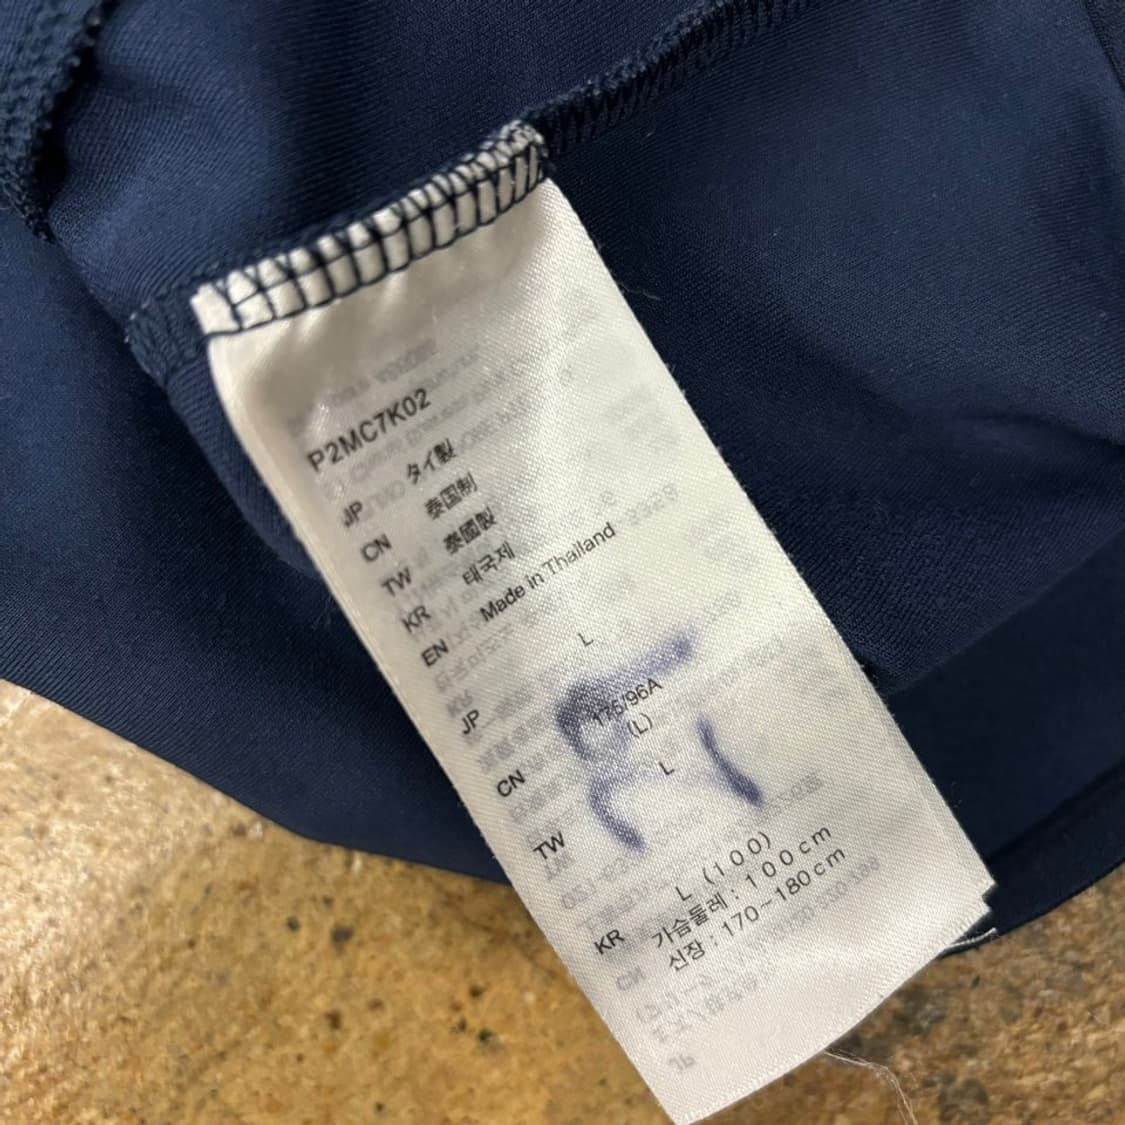 P2MC7K02
JP タイ製
CN 泰国制
TW 泰國製
KR 태국제
EN Made in Thailand
JP L
CN 175/96A
(L)
TW L
KR L (100)
가슴둘레 : 100cm
신장 : 170~180cm